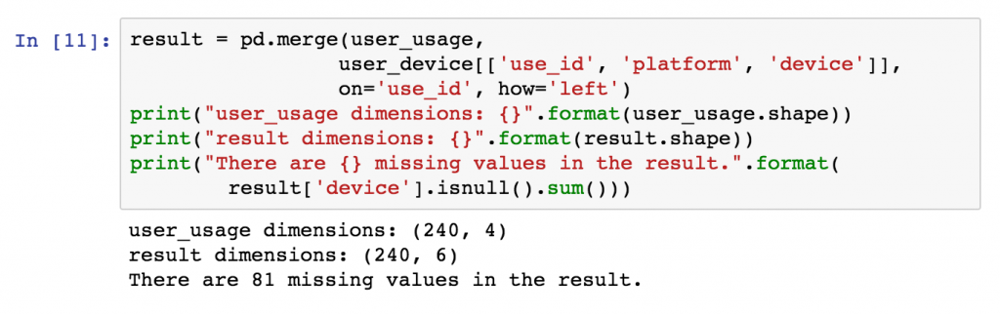 In [11]: result = pd.merge(user_usage,
user_device[['use_id', 'platform', 'device']],
on='use_id', how='left')
print("user_usage dimensions: {}".format(user_usage.shape))
print("result dimensions: {}".format(result.shape))
print("There are {} missing values in the result.".format(
result['device'].isnull().sum()))
user_usage dimensions: (240, 4)
result dimensions: (240, 6)
There are 81 missing values in the result.